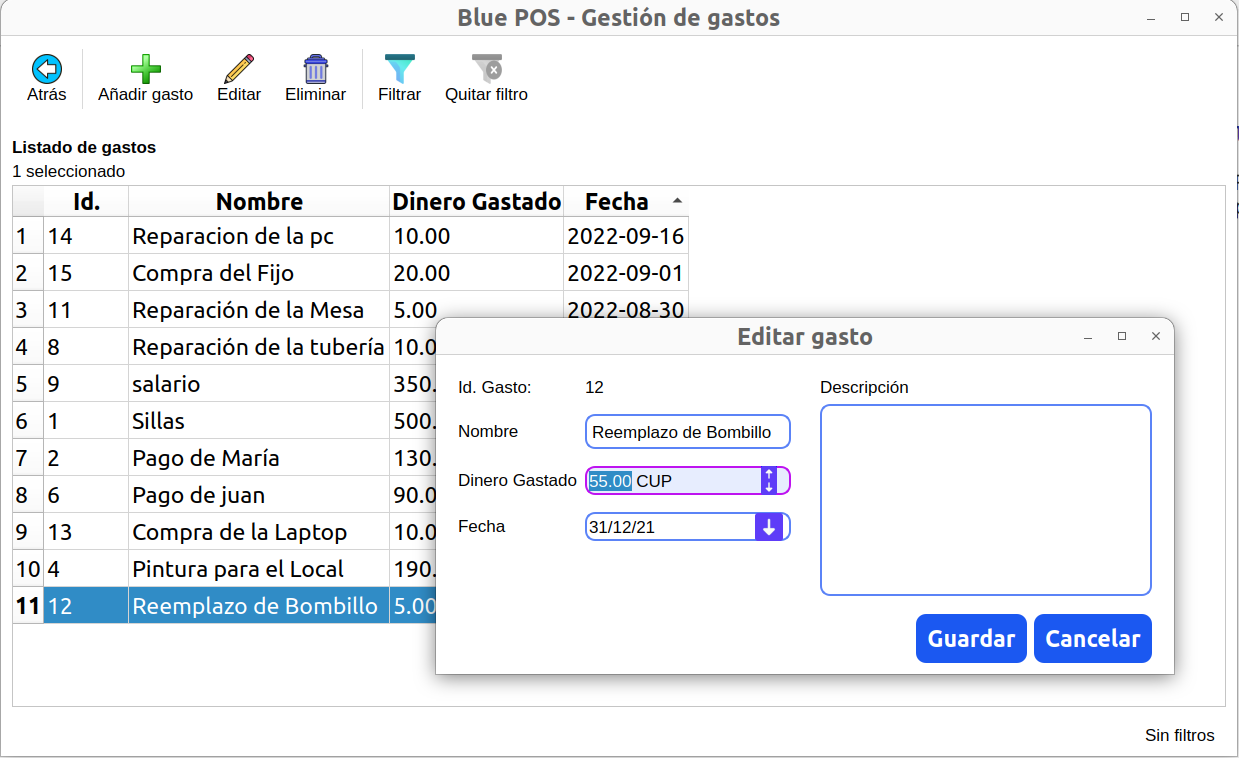 Blue POS - Gestión de gastos
Atrás Añadir gasto Editar Eliminar Filtrar Quitar filtro
Listado de gastos
1 seleccionado
Id. Nombre Dinero Gastado Fecha
1 14 Reparacion de la pc 10.00 2022-09-16
2 15 Compra del Fijo 20.00 2022-09-01
3 11 Reparación de la Mesa 5.00 2022-08-30
4 8 Reparación de la tubería 10.0
5 9 salario 350.
6 1 Sillas 500.
7 2 Pago de María 130.
8 6 Pago de juan 90.0
9 13 Compra de la Laptop 10.0
10 4 Pintura para el Local 190.
11 12 Reemplazo de Bombillo 5.00
Editar gasto
Id. Gasto: 12
Nombre Reemplazo de Bombillo
Dinero Gastado 55.00 CUP
Fecha 31/12/21
Descripción
Guardar Cancelar
Sin filtros